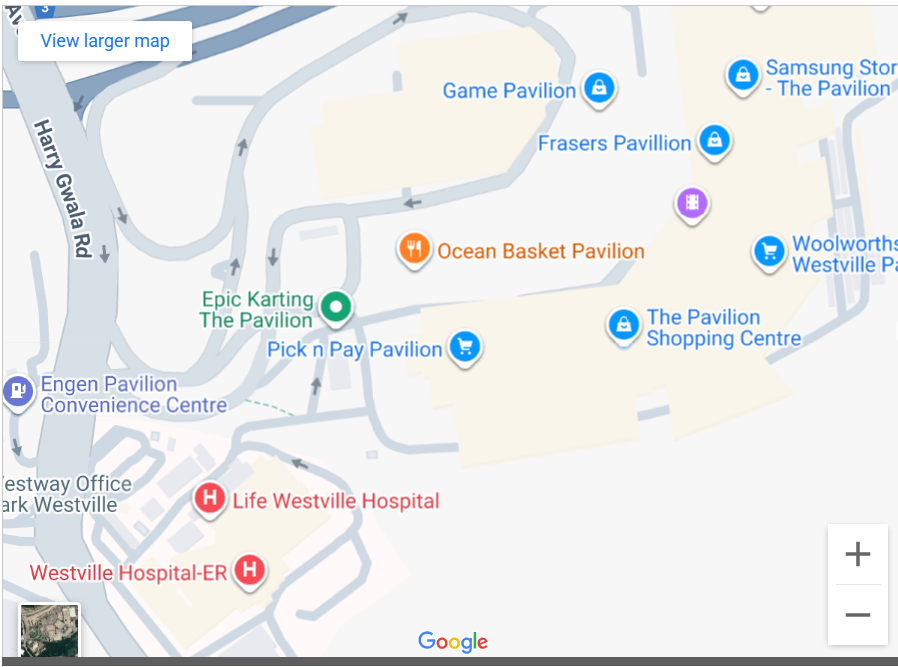 3
View larger map
Harry Gwala Rd
Game Pavilion
Samsung Stor
- The Pavilion
Frasers Pavillion
Ocean Basket Pavilion
Woolworths
Westville Pa
Epic Karting
The Pavilion
The Pavilion
Shopping Centre
Pick n Pay Pavilion
Engen Pavilion
Convenience Centre
estway Office
ark Westville
H
Life Westville Hospital
Westville Hospital-ER
H
Google